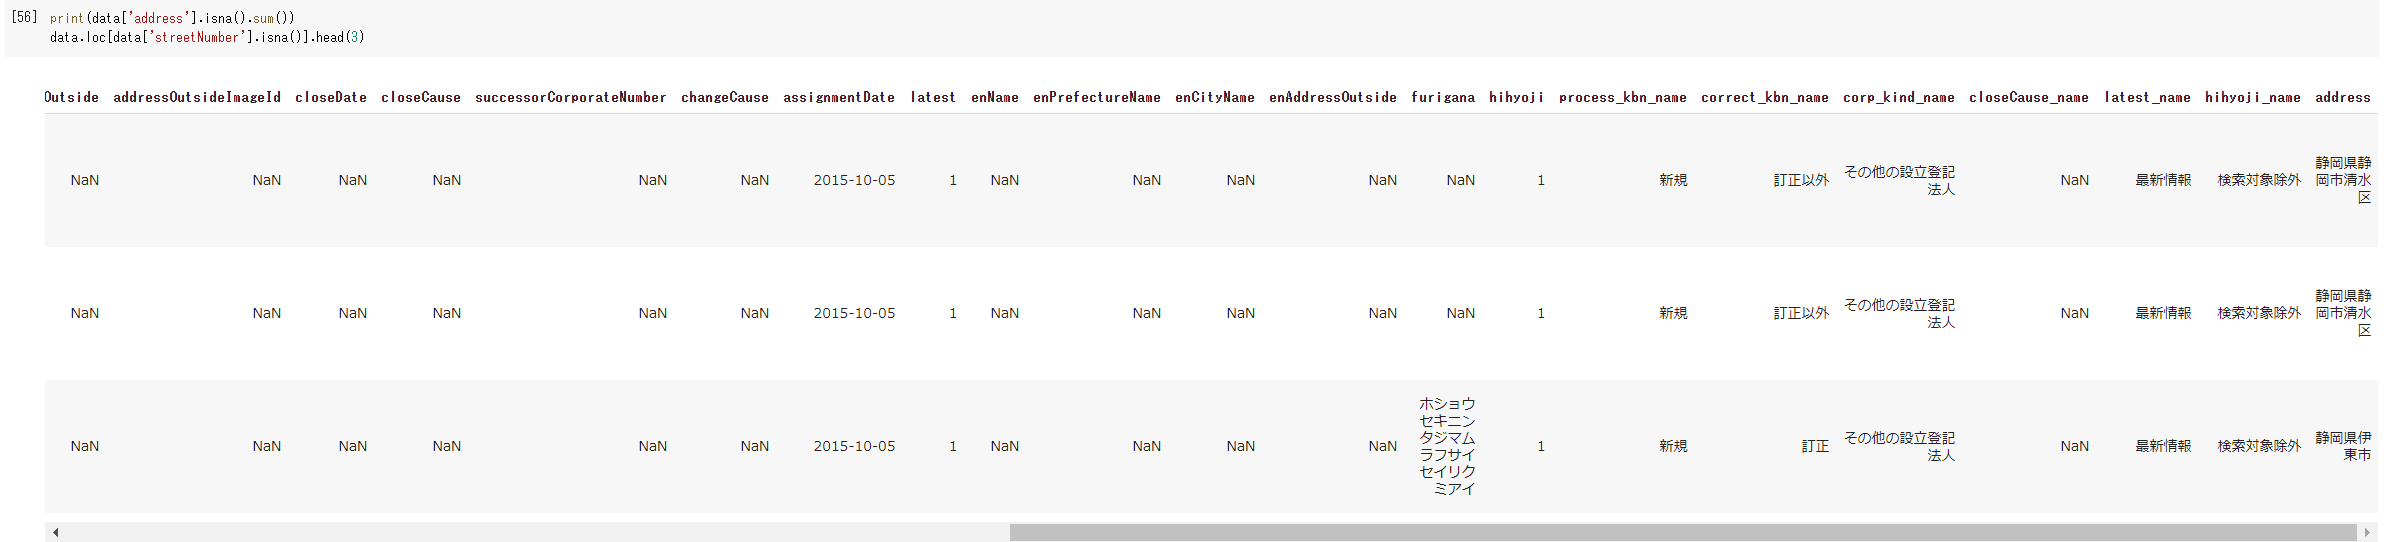 [56] print(data['address'].isna().sum())
data.loc[data['streetNumber'].isna()].head(3)
Outside addressOutsideImageId closeDate closeCause successorCorporateNumber changeCause assignmentDate latest enName enPrefectureName enCityName enAddressOutside furigana hihyoji process_kbn_name correct_kbn_name corp_kind_name closeCause_name latest_name hihyoji_name address
静岡県静
NaN NaN NaN NaN NaN NaN 2015-10-05 1 NaN NaN NaN NaN NaN 1 新規 訂正以外 その他の設立登記 NaN 最新情報 検索対象除外 岡市清水
法人 区
静岡県静
NaN NaN NaN NaN NaN NaN 2015-10-05 1 NaN NaN NaN NaN NaN 1 新規 訂正以外 その他の設立登記 NaN 最新情報 検索対象除外 岡市清水
法人 区
ホショウ
セキニン
NaN NaN NaN NaN NaN NaN 2015-10-05 1 NaN NaN NaN NaN タジマム 1 新規 訂正 その他の設立登記 NaN 最新情報 検索対象除外 静岡県伊
ラフサイ 法人 東市
セイリク
ミアイ